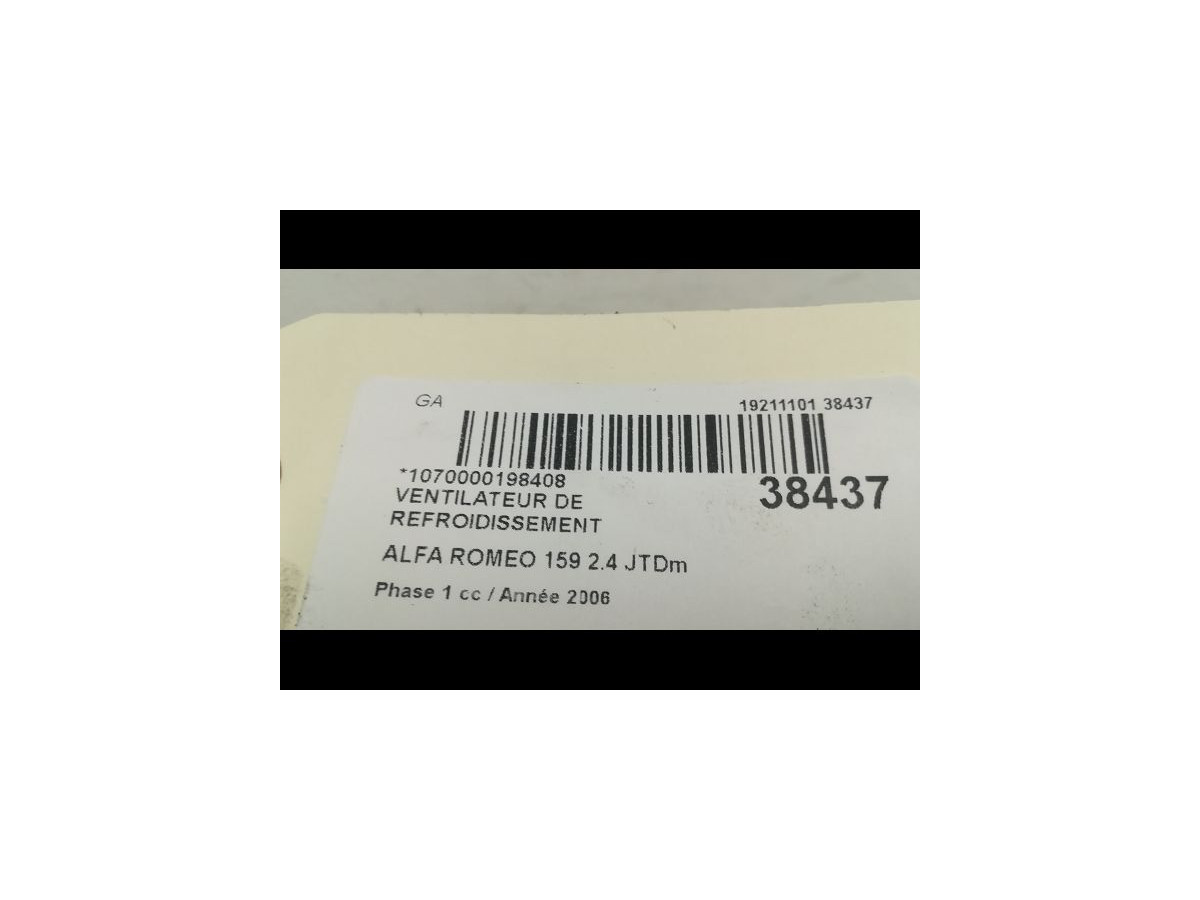 GA
19211101 38437
*1070000198408
38437
VENTILATEUR DE
REFROIDISSEMENT
ALFA ROMEO 159 2.4 JTDm
Phase 1 cc / Année 2006